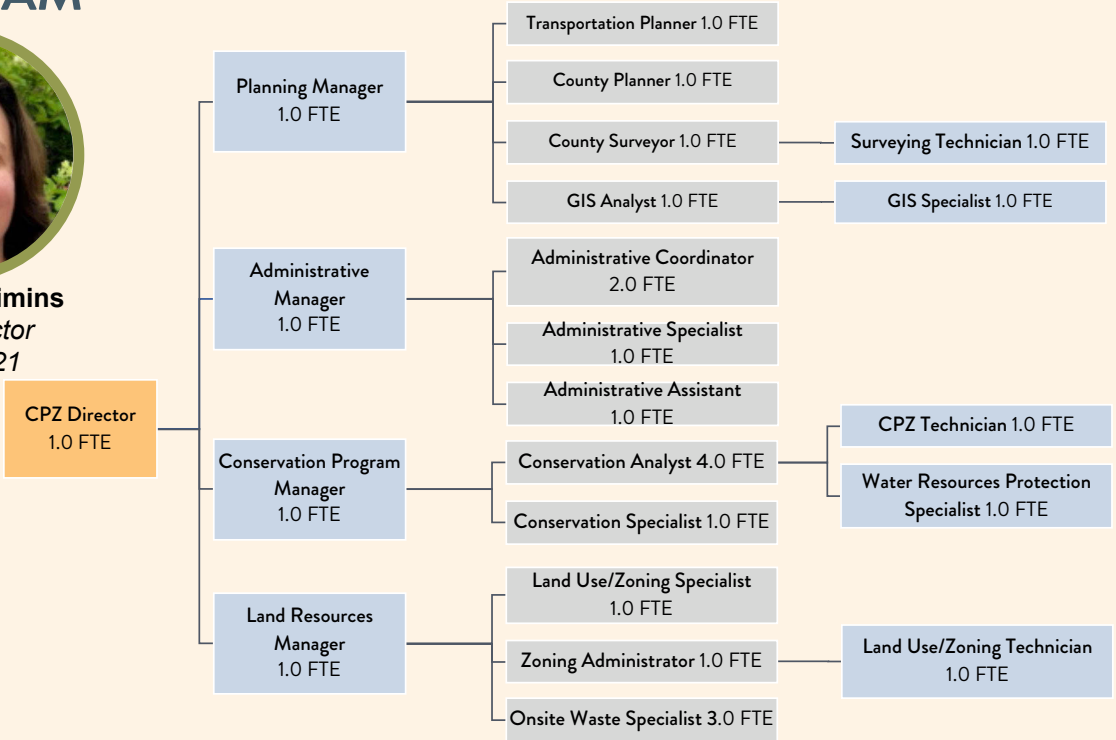 AM
Transportation Planner 1.0 FTE
Planning Manager
1.0 FTE
County Planner 1.0 FTE
County Surveyor 1.0 FTE
Surveying Technician 1.0 FTE
GIS Analyst 1.0 FTE
GIS Specialist 1.0 FTE
Administrative
Manager
1.0 FTE
Administrative Coordinator
2.0 FTE
Administrative Specialist
1.0 FTE
Administrative Assistant
1.0 FTE
CPZ Director
1.0 FTE
Conservation Program
Manager
1.0 FTE
Conservation Analyst 4.0 FTE
CPZ Technician 1.0 FTE
Water Resources Protection
Specialist 1.0 FTE
Conservation Specialist 1.0 FTE
Land Resources
Manager
1.0 FTE
Land Use/Zoning Specialist
1.0 FTE
Zoning Administrator 1.0 FTE
Land Use/Zoning Technician
1.0 FTE
Onsite Waste Specialist 3.0 FTE